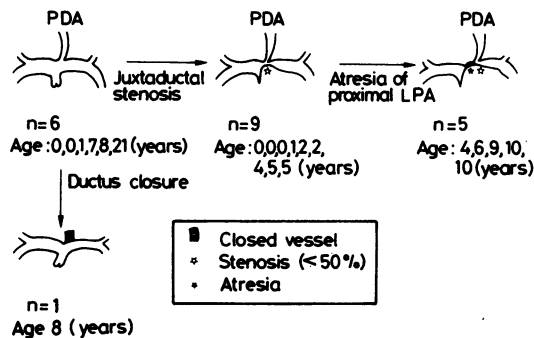 PDA
PDA
PDA
Juxtaductal
stenosis
Atresia of
proximal LPA
n=6
Age:0,0,1,7,8,21 (years)
n=9
Age:0,0,0,1,2,2,
4,5,5 (years)
n=5
Age: 4,6,9,10,
10(years)
Ductus closure
n=1
Age 8 (years)
Closed vessel
Stenosis (<50%)
Atresia